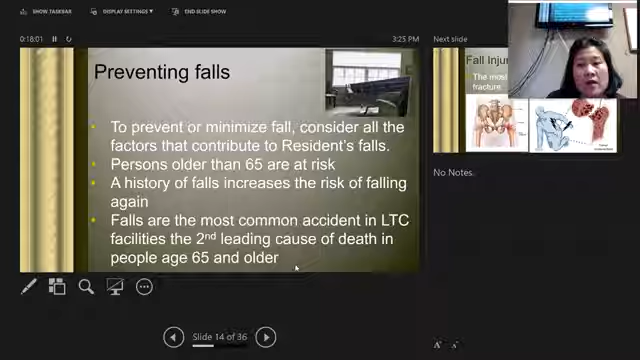 SHOW TASKBAR
DISPLAY SETTINGS ▾
END SLIDE SHOW
0:18:01
3:25 PM
Preventing falls
• To prevent or minimize fall, consider all the
factors that contribute to Resident's falls.
• Persons older than 65 are at risk
• A history of falls increases the risk of falling
again
• Falls are the most common accident in LTC
facilities the 2nd leading cause of death in
people age 65 and older
Slide 14 of 36
Next slide
Fall Injur
The most
fracture
No Notes.
A A